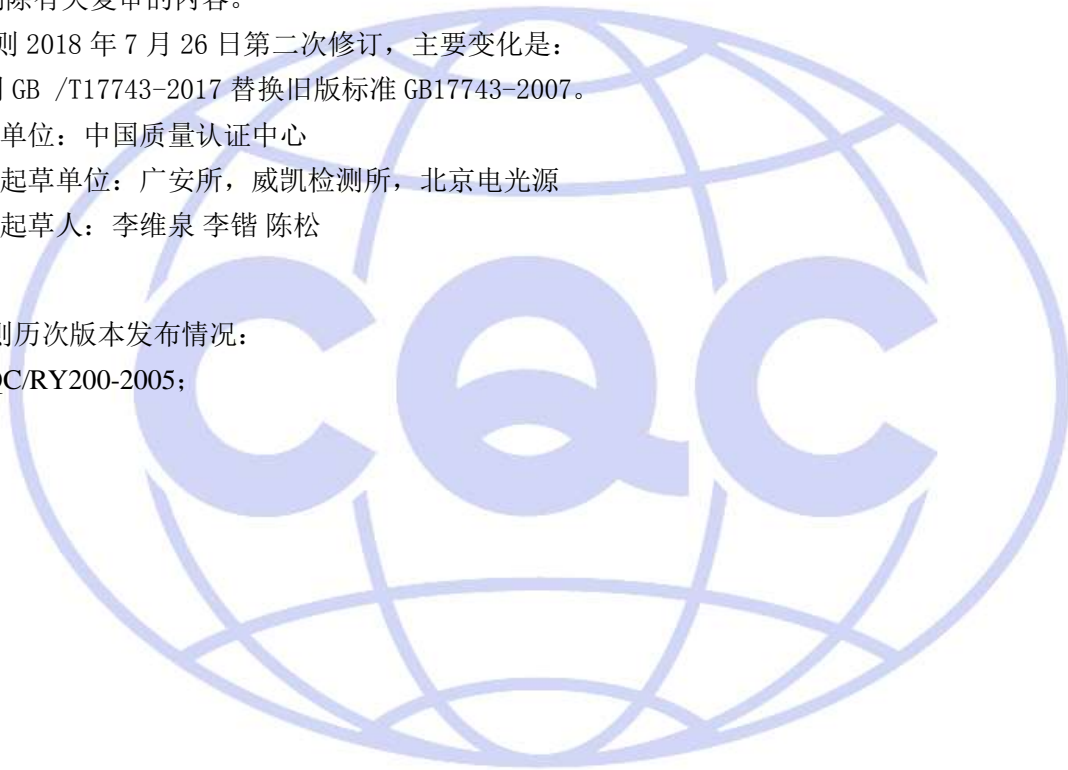 除有关复审的内容。
则 2018 年 7 月 26 日第二次修订，主要变化是：
GB /T17743-2017 替换旧版标准 GB17743-2007。
单位：中国质量认证中心
起草单位：广安所，威凯检测所，北京电光源
起草人：李维泉 李锴 陈松
则历次版本发布情况：
QC/RY200-2005；
CQC